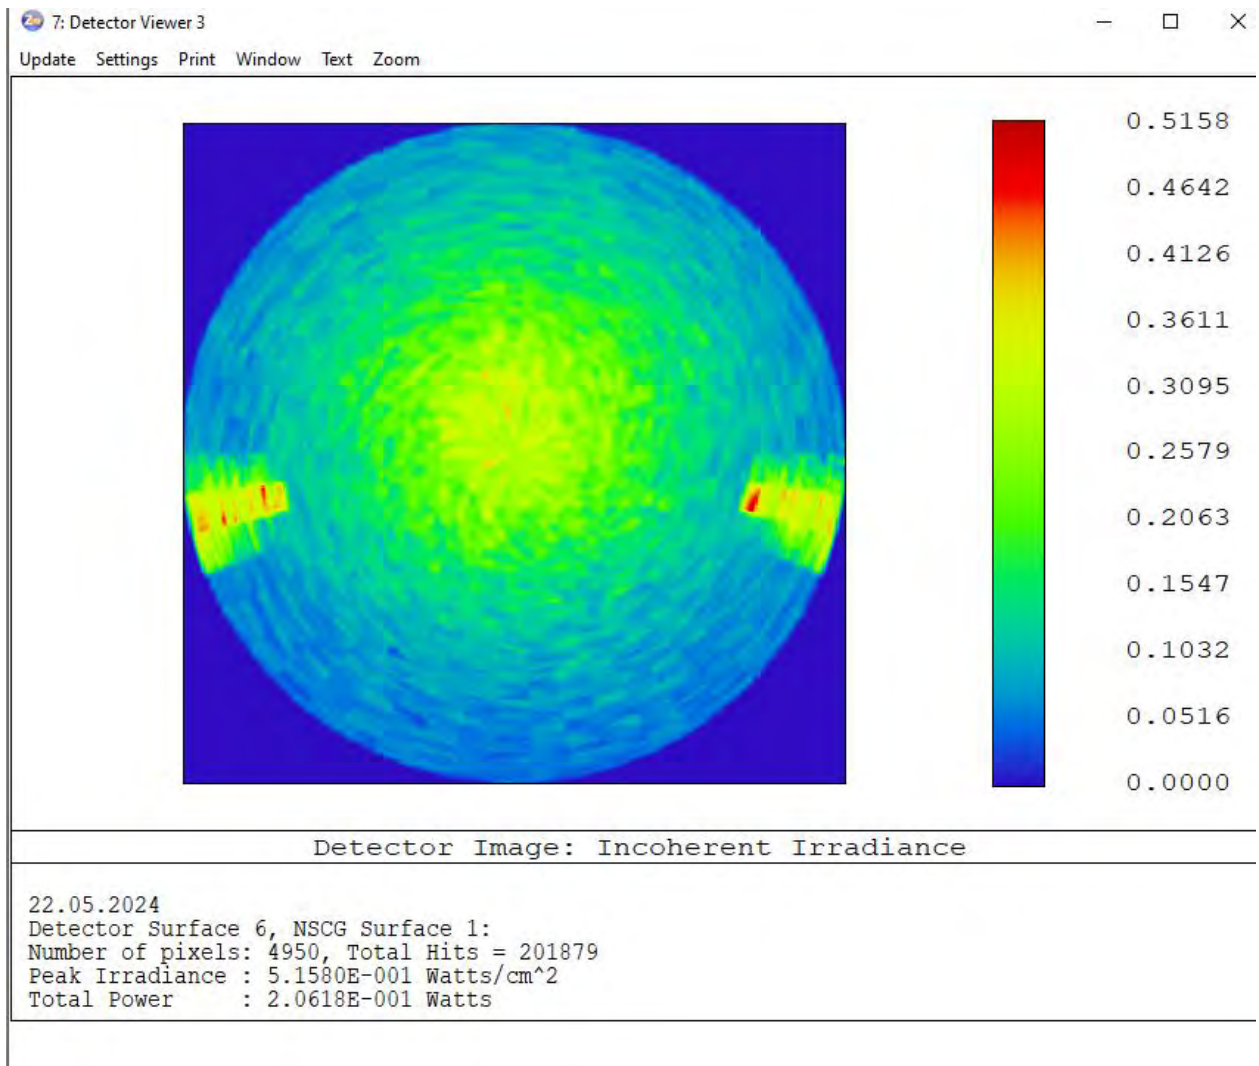 7: Detector Viewer 3
Update Settings Print Window Text Zoom
0.5158
0.4642
0.4126
0.3611
0.3095
0.2579
0.2063
0.1547
0.1032
0.0516
0.0000
Detector Image: Incoherent Irradiance
22.05.2024
Detector Surface 6, NSCG Surface 1:
Number of pixels: 4950, Total Hits = 201879
Peak Irradiance : 5.1580E-001 Watts/cm^2
Total Power : 2.0618E-001 Watts